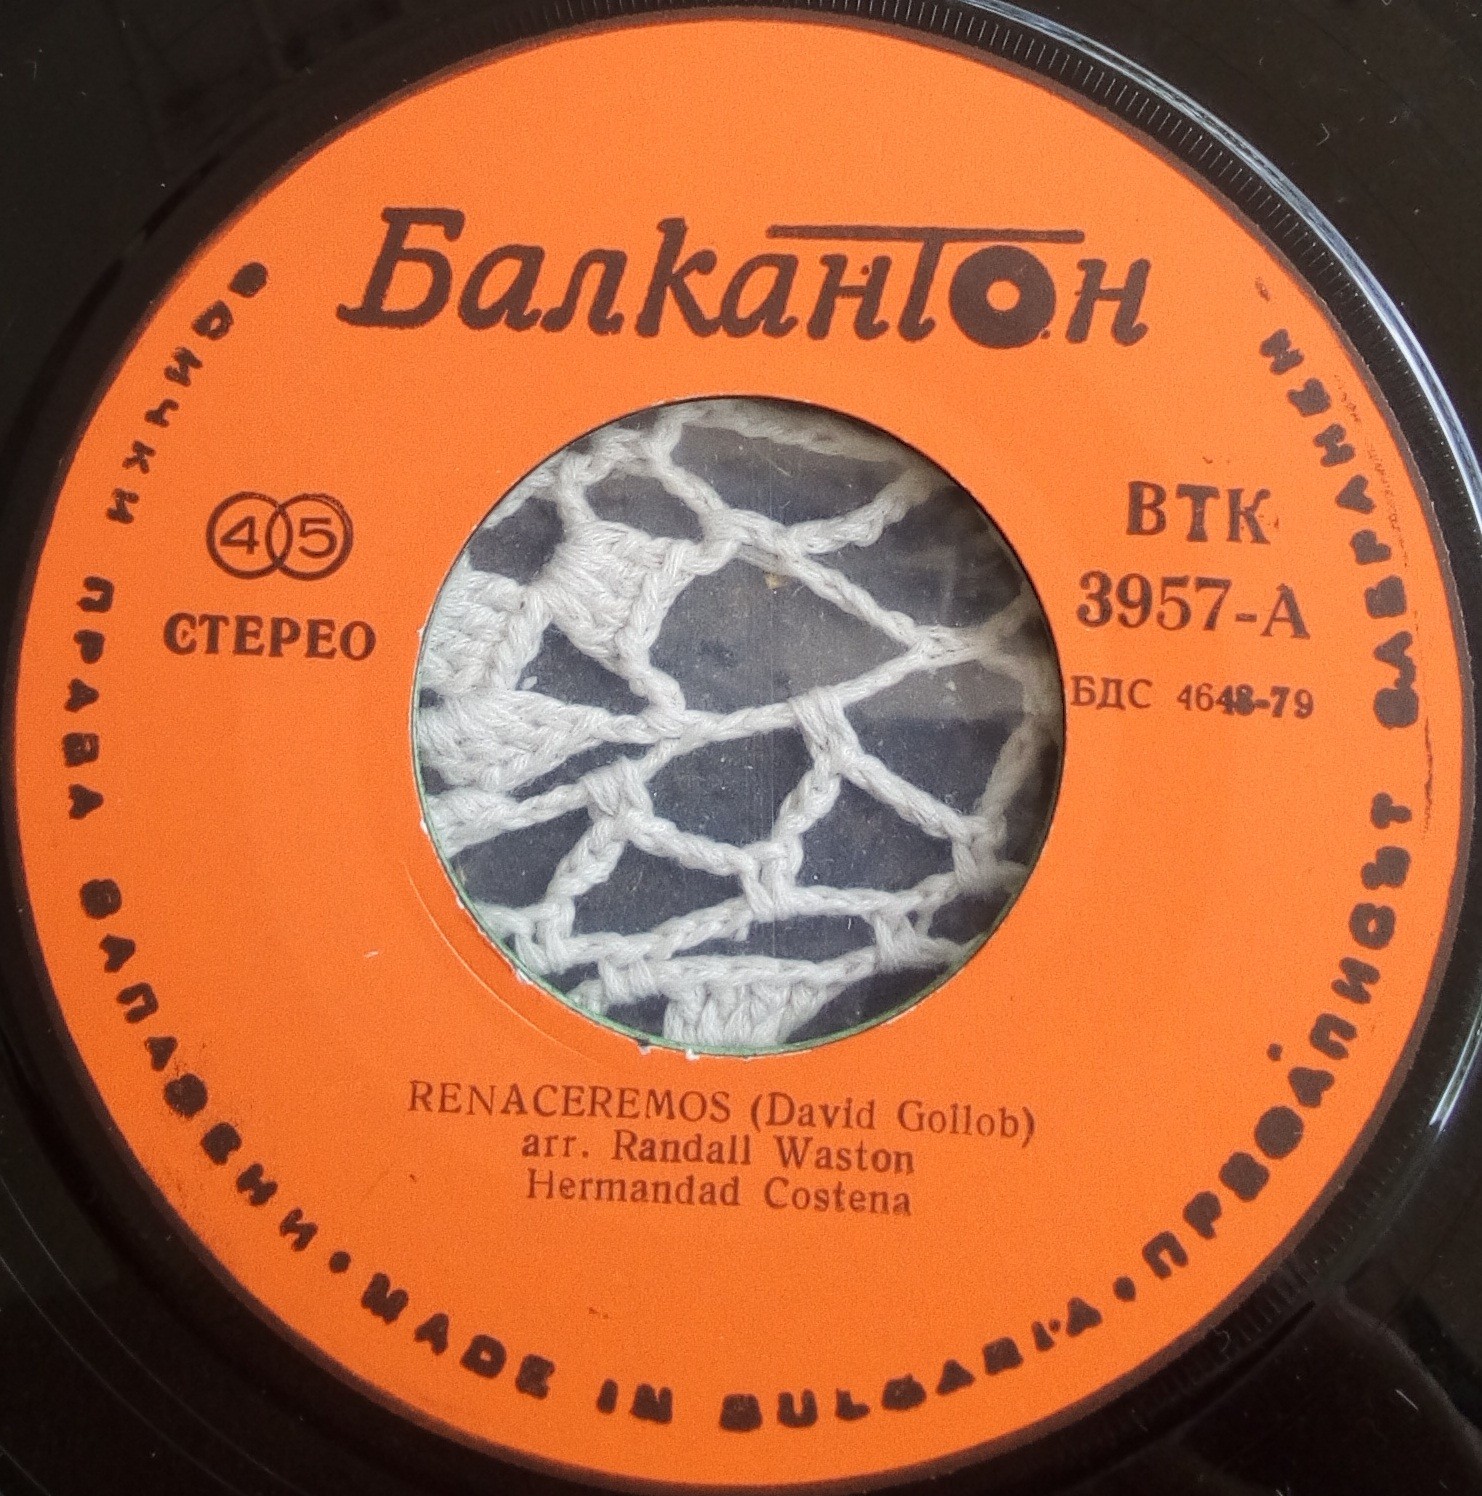 Балкантон
45
СТЕРЕО
ВТК
3957-А
БДС 4648-79
RENACEREMOS (David Gollob)
arr. Randall Waston
Hermandad Costena
ВСИЧКИ ПРАВА ЗАПАЗЕНИ • MADE IN BULGARIA • ПРЕЗАПИСЪТ ЗАБРАНЕН •